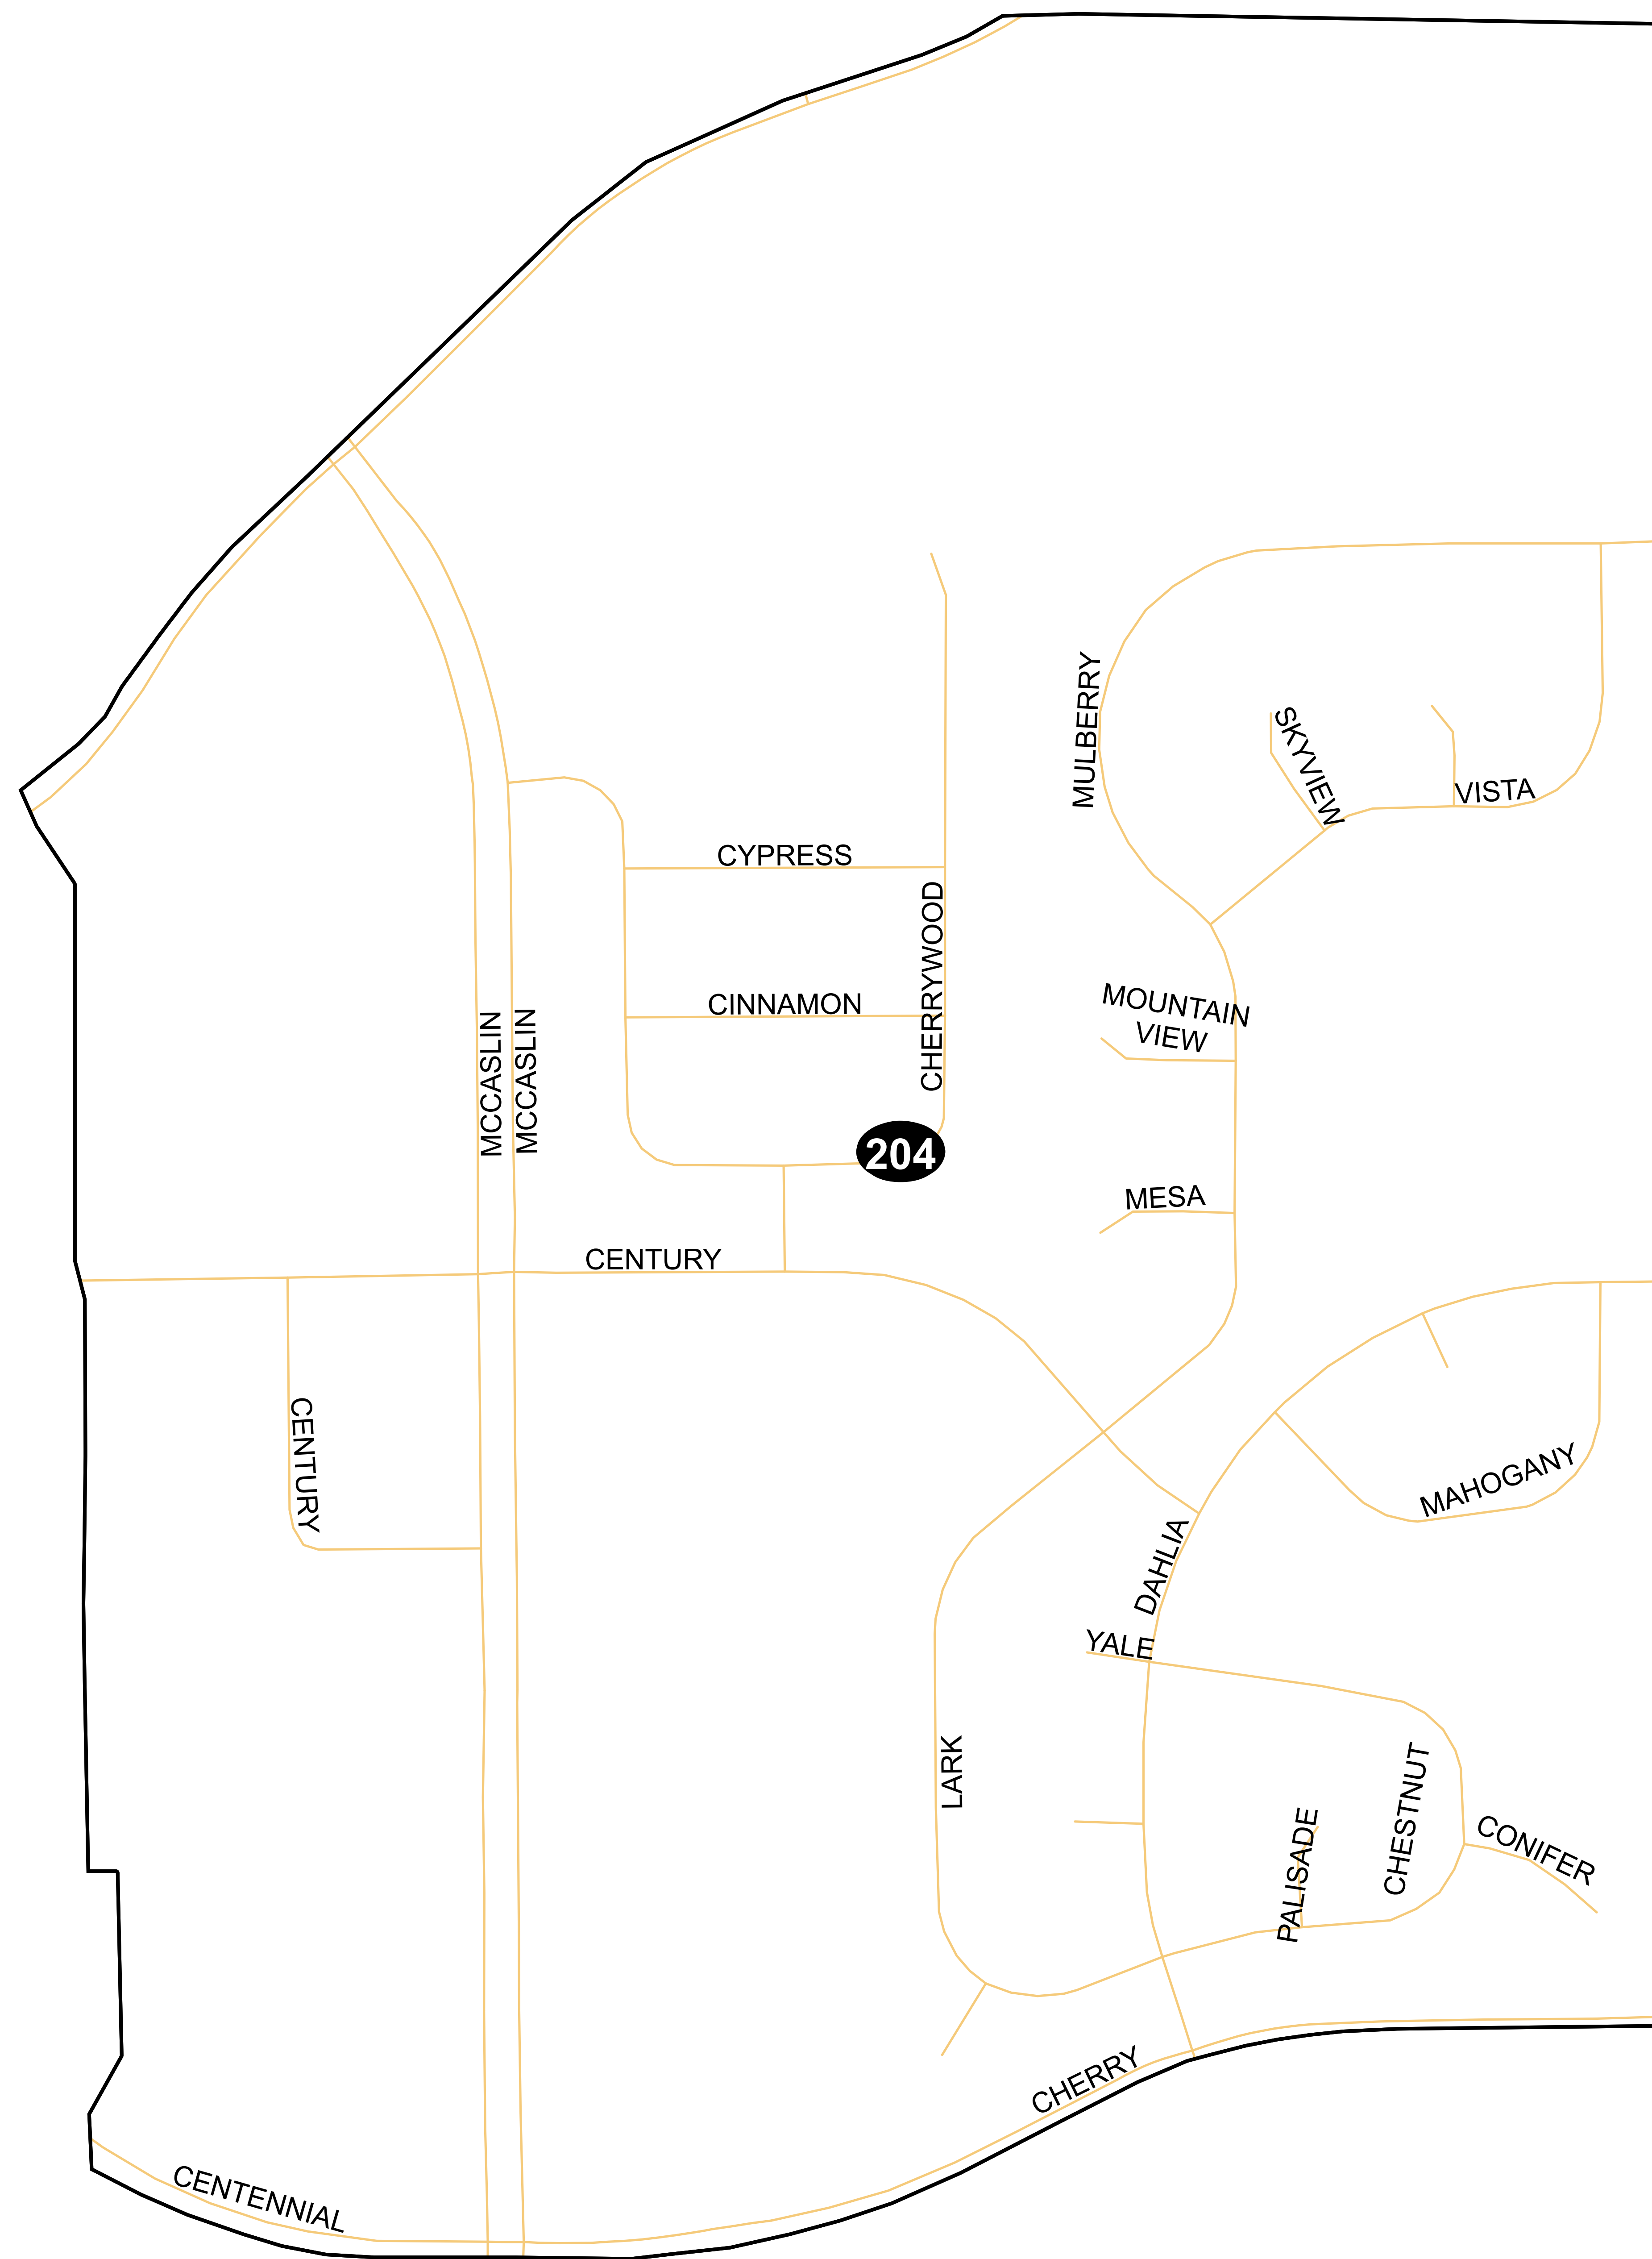 MULBERRY
SKYVIEW
VISTA
CYPRESS
CHERRYWOOD
CINNAMON
MOUNTAIN
VIEW
MCCASLIN
MCCASLIN
204
MESA
CENTURY
CENTURY
MAHOGANY
DAHLIA
YALE
LARK
CHESTNUT
PALISADE
CONIFER
CHERRY
CENTENNIAL